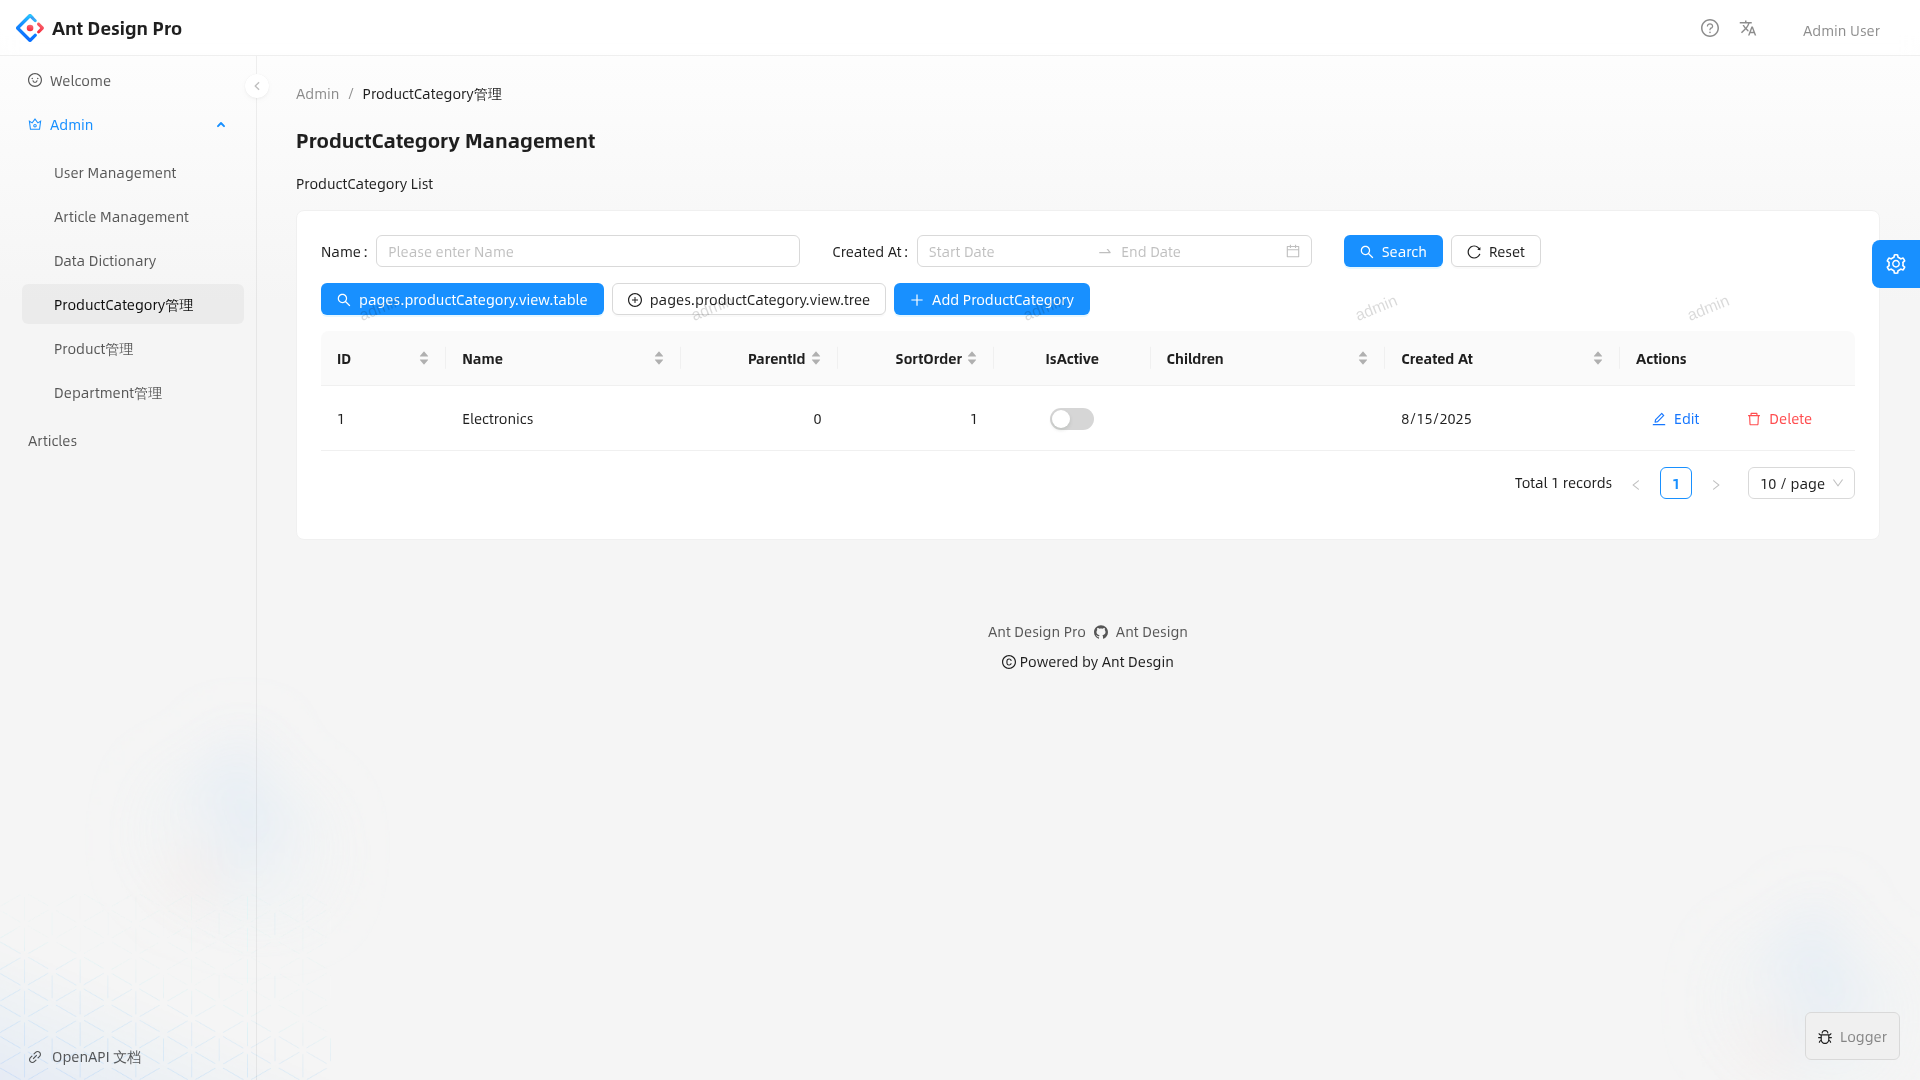 Ant Design Pro
Admin User
Welcome
Admin
User Management
Article Management
Data Dictionary
ProductCategory管理
Product管理
Department管理
Articles
OpenAPI 文档
Admin / ProductCategory管理
ProductCategory Management
ProductCategory List
Name : Please enter Name Created At : Start Date End Date Search Reset
pages.productCategory.view.table pages.productCategory.view.tree Add ProductCategory
admin admin admin admin admin
ID Name ParentId SortOrder IsActive Children Created At Actions
1 Electronics 0 1 8/15/2025 Edit Delete
Total 1 records 1 10 / page
Ant Design Pro Ant Design
Powered by Ant Desgin
Logger